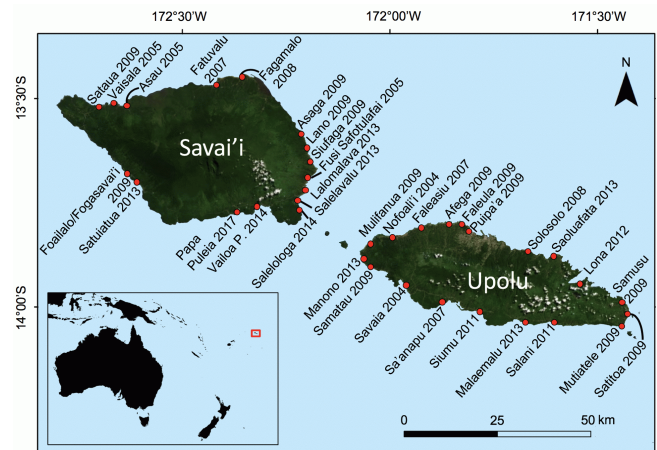 172°30'W
172°00'W
171°30'W
13°30'S
14°00'S
N
Sataua 2009
Vaisala 2005
Asau 2005
Fatuvalu
2007
Fagamalo
2008
Asaga 2009
Lano 2009
Siufaga 2009
Fusi Safotulafai 2005
Lalomalava 2013
Salelavalu 2013
Salelologa 2014
Vailoa P. 2014
Papa
Puleia 2017
Satuiatua 2013
Foailalo/Fogasavai'i
2009
Savai'i
Mulifanua 2009
Nofoali'i 2004
Faleasiu 2007
Afega 2009
Faleula 2009
Vuipa'a 2009
Solosolo 2008
Saoluafata 2013
Lona 2012
Samusu
2009
Satitoa 2009
Mutiatele 2009
Salani 2011
Malaemalu 2013
Siumu 2011
Sa'anapu 2007
Savaia 2004
Samatau 2009
Manono 2013
Upolu
0
25
50 km